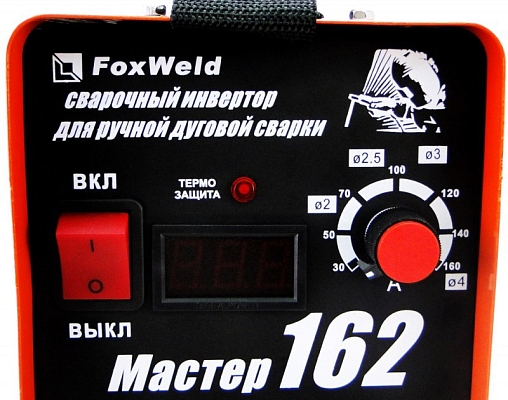 FoxWeld
сварочный инвертор
для ручной дуговой сварки
ø2.5
ø3
ВКЛ
ТЕРМО
ЗАЩИТА
100
70
120
ø2
50
140
30
160
A
ø4
I
O
ВЫКЛ
Мастер 162